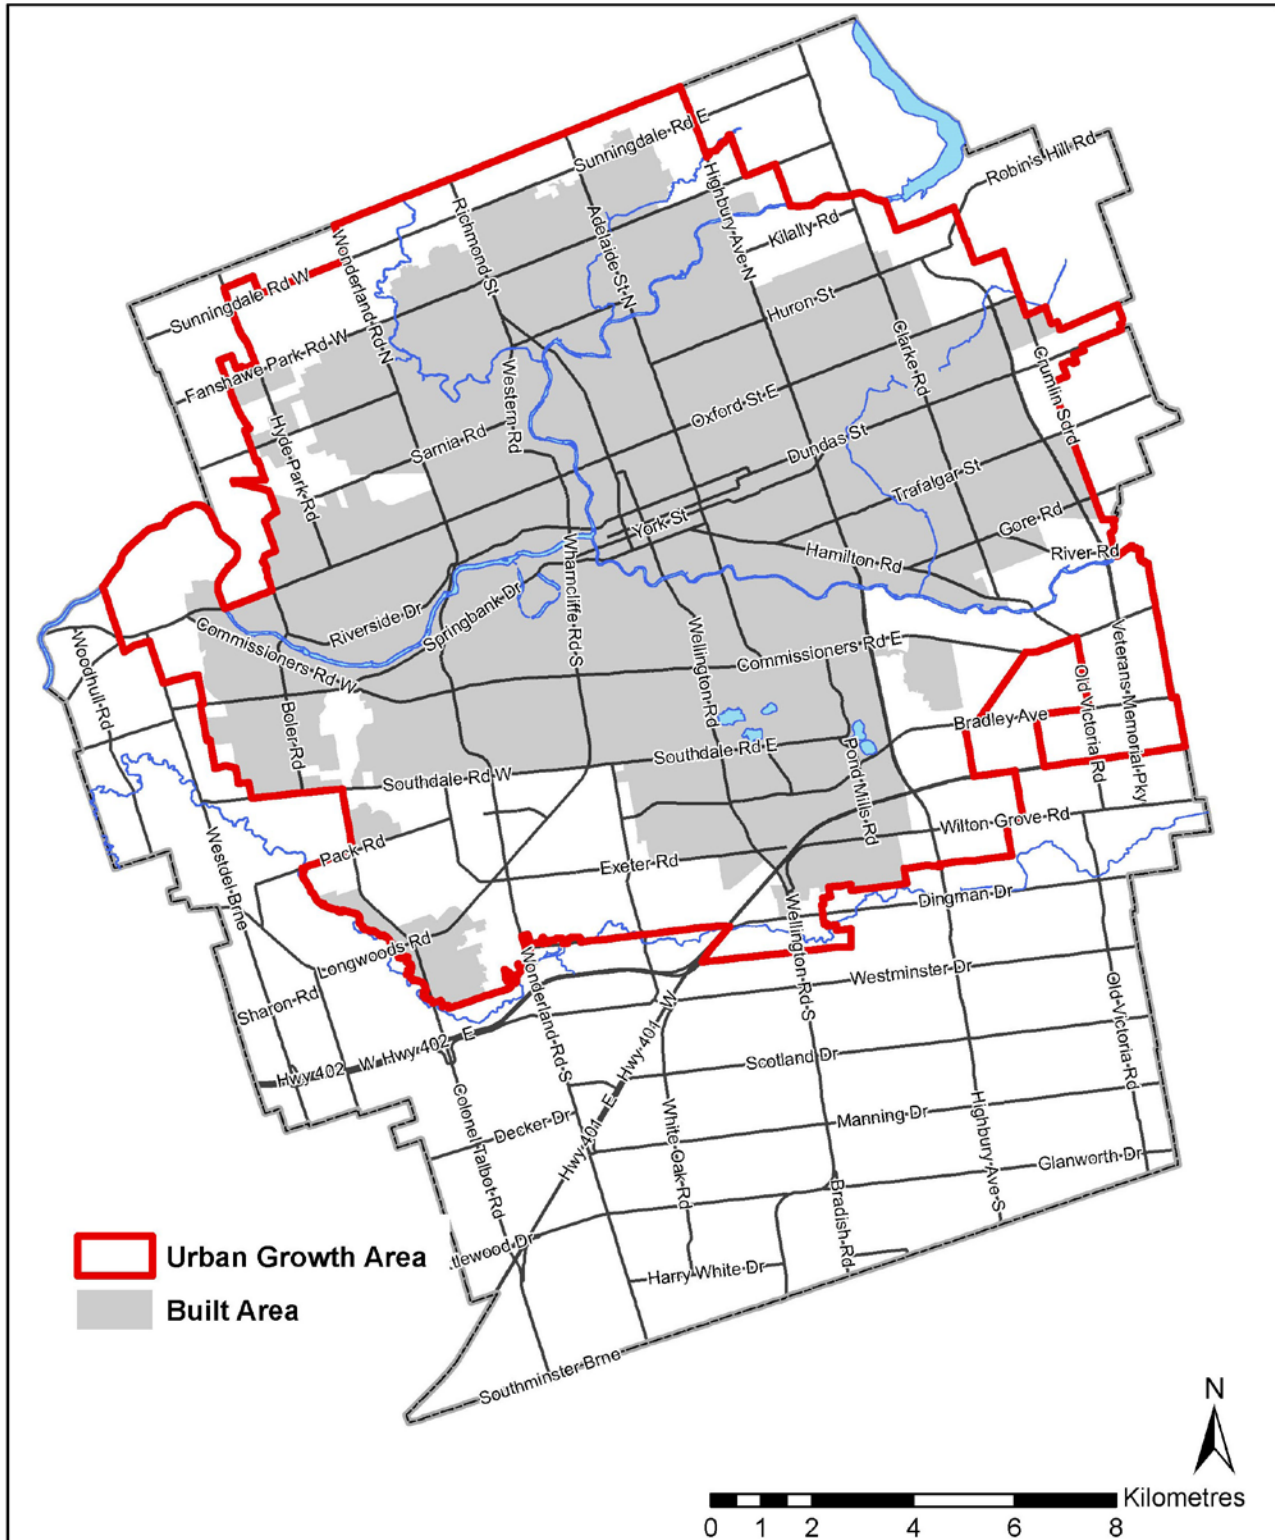 Sunningdale Rd E
Robin's Hill Rd
Richmond St
Highbury Ave N
Adelaide St N
Kilally Rd
Wonderland Rd N
Sunningdale Rd W
Huron St
Fanshawe Park Rd W
Clarke Rd
Crumlin Sdrd
Western Rd
Oxford St E
Hyde Park Rd
Sarnia Rd
Dundas St
Trafalgar St
York St
Gore Rd
Hamilton Rd
River Rd
Wharncliffe Rd S
Riverside Dr
Springbank Dr
Commissioners Rd W
Wellington Rd
Commissioners Rd E
Veterans Memorial Pky
Woodhull Rd
Old Victoria Rd
Boler Rd
Bradley Ave
Southdale Rd E
Pond Mills Rd
Southdale Rd W
Wilton Grove Rd
Pack Rd
Westdel Brne
Exeter Rd
Dingman Dr
Wellington Rd S
Longwoods Rd
Wonderland Rd S
Westminster Dr
Sharon Rd
Old Victoria Rd
Hwy 402 W Hwy 402 E
Hwy 401 E Hwy 401 W
Scotland Dr
Colonel Talbot Rd
Decker Dr
White Oak Rd
Manning Dr
Highbury Ave S
Glanworth Dr
Bradish Rd
tlewood Dr
Harry White Dr
Southminster Brne
Urban Growth Area
Built Area
N
Kilometres
0 1 2 4 6 8